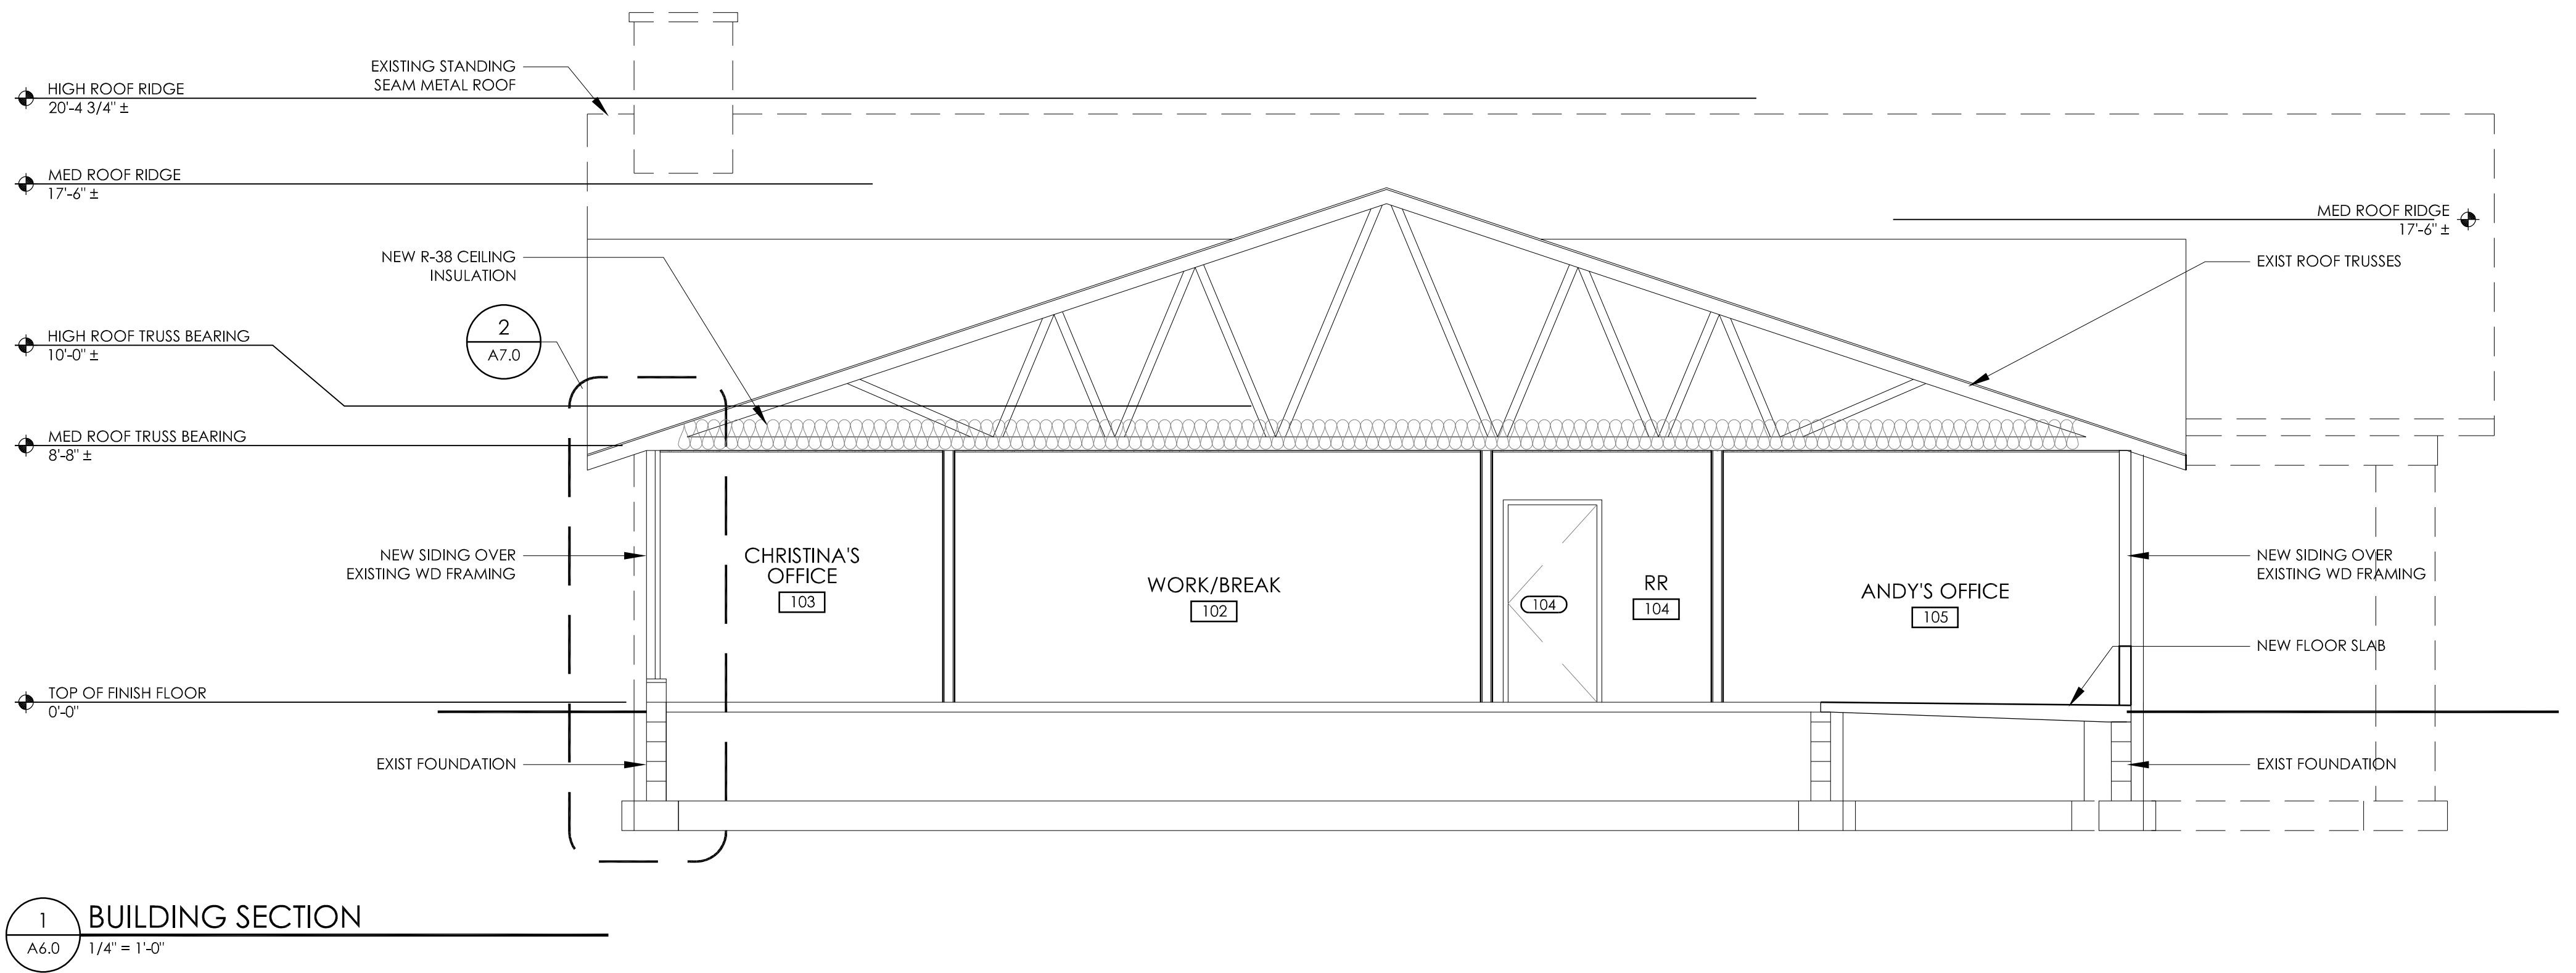 EXISTING STANDING
SEAM METAL ROOF
HIGH ROOF RIDGE
20'-4 3/4" ±
MED ROOF RIDGE
17'-6" ±
MED ROOF RIDGE
17'-6" ±
NEW R-38 CEILING
INSULATION
EXIST ROOF TRUSSES
2
A7.0
HIGH ROOF TRUSS BEARING
10'-0" ±
MED ROOF TRUSS BEARING
8'-8" ±
NEW SIDING OVER
EXISTING WD FRAMING
CHRISTINA'S
OFFICE
103
WORK/BREAK
102
104
RR
104
ANDY'S OFFICE
105
NEW SIDING OVER
EXISTING WD FRAMING
NEW FLOOR SLAB
TOP OF FINISH FLOOR
0'-0"
EXIST FOUNDATION
EXIST FOUNDATION
1
A6.0
BUILDING SECTION
1/4" = 1'-0"